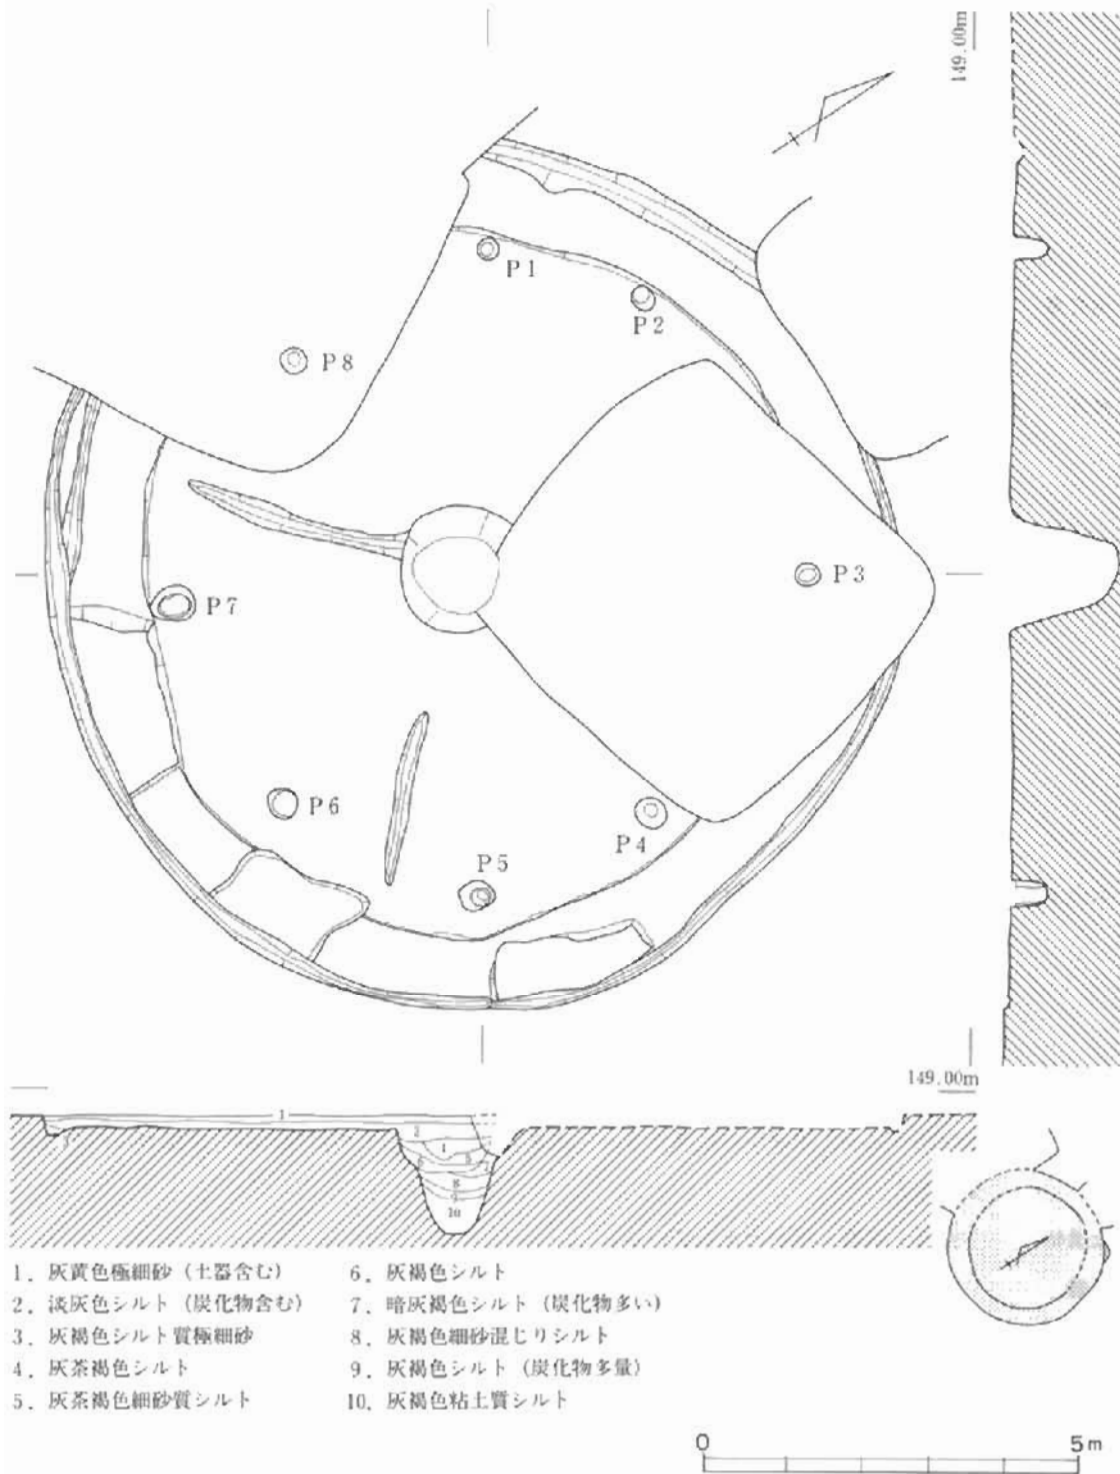 149.00m
P1
P2
P8
P3
P7
P6
P4
P5
149.00m
1
2
1
8
9
10
1. 灰黄色極細砂（土器含む）
2. 淡灰色シルト（炭化物含む）
3. 灰褐色シルト質極細砂
4. 灰茶褐色シルト
5. 灰茶褐色細砂質シルト
6. 灰褐色シルト
7. 暗灰褐色シルト（炭化物多い）
8. 灰褐色細砂混じりシルト
9. 灰褐色シルト（炭化物多量）
10. 灰褐色粘土質シルト
0
5m